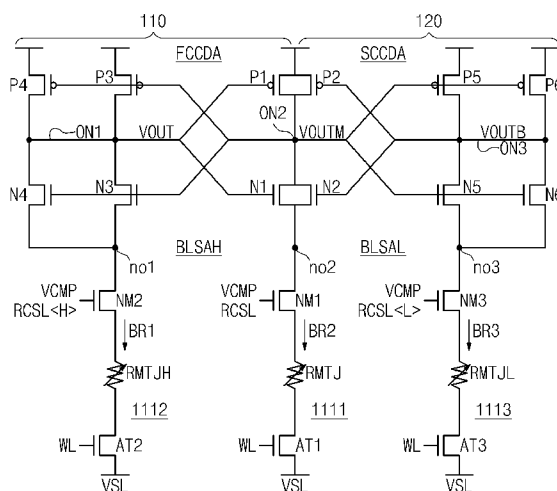 110 120
FCCDA SCCDA
P4 P3 P1 P2 P5 P6
ON2
ON1 VOUT VOUTM VOUTB ON3
N4 N3 N1 N2 N5 N6
BLSAH BLSAL
no1 no2 no3
VCMP VCMP VCMP
RCSL<H> NM2 RCSL NM1 RCSL<L> NM3
BR1 BR2 BR3
RMTJH RMTJ RMTJL
1112 1111 1113
WL AT2 WL AT1 WL AT3
VSL VSL VSL